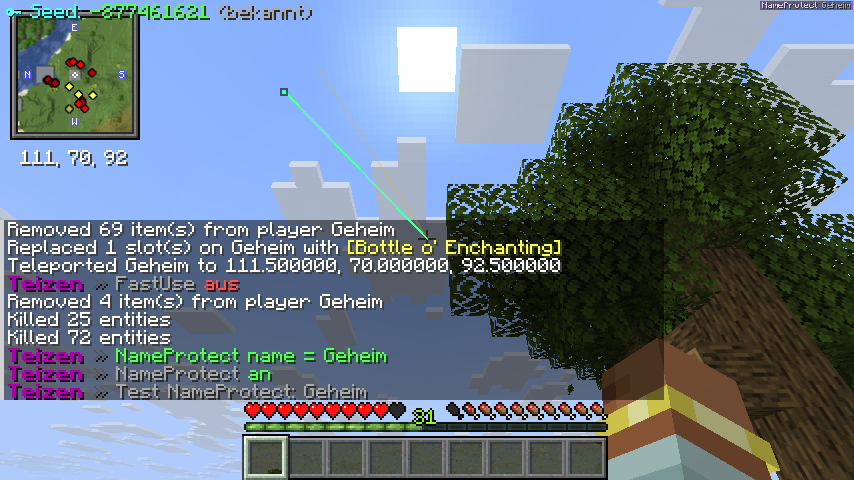 Seed: -877461621 (bekannt)
NameProtect Geheim
E
N
S
W
111, 70, 92
Removed 69 item(s) from player Geheim
Replaced 1 slot(s) on Geheim with [Bottle o' Enchanting]
Teleported Geheim to 111.500000, 70.000000, 92.500000
Teizen » FastUse aus
Removed 4 item(s) from player Geheim
Killed 25 entities
Killed 72 entities
Teizen » NameProtect name = Geheim
Teizen » NameProtect an
Teizen » Test NameProtect: Geheim
31